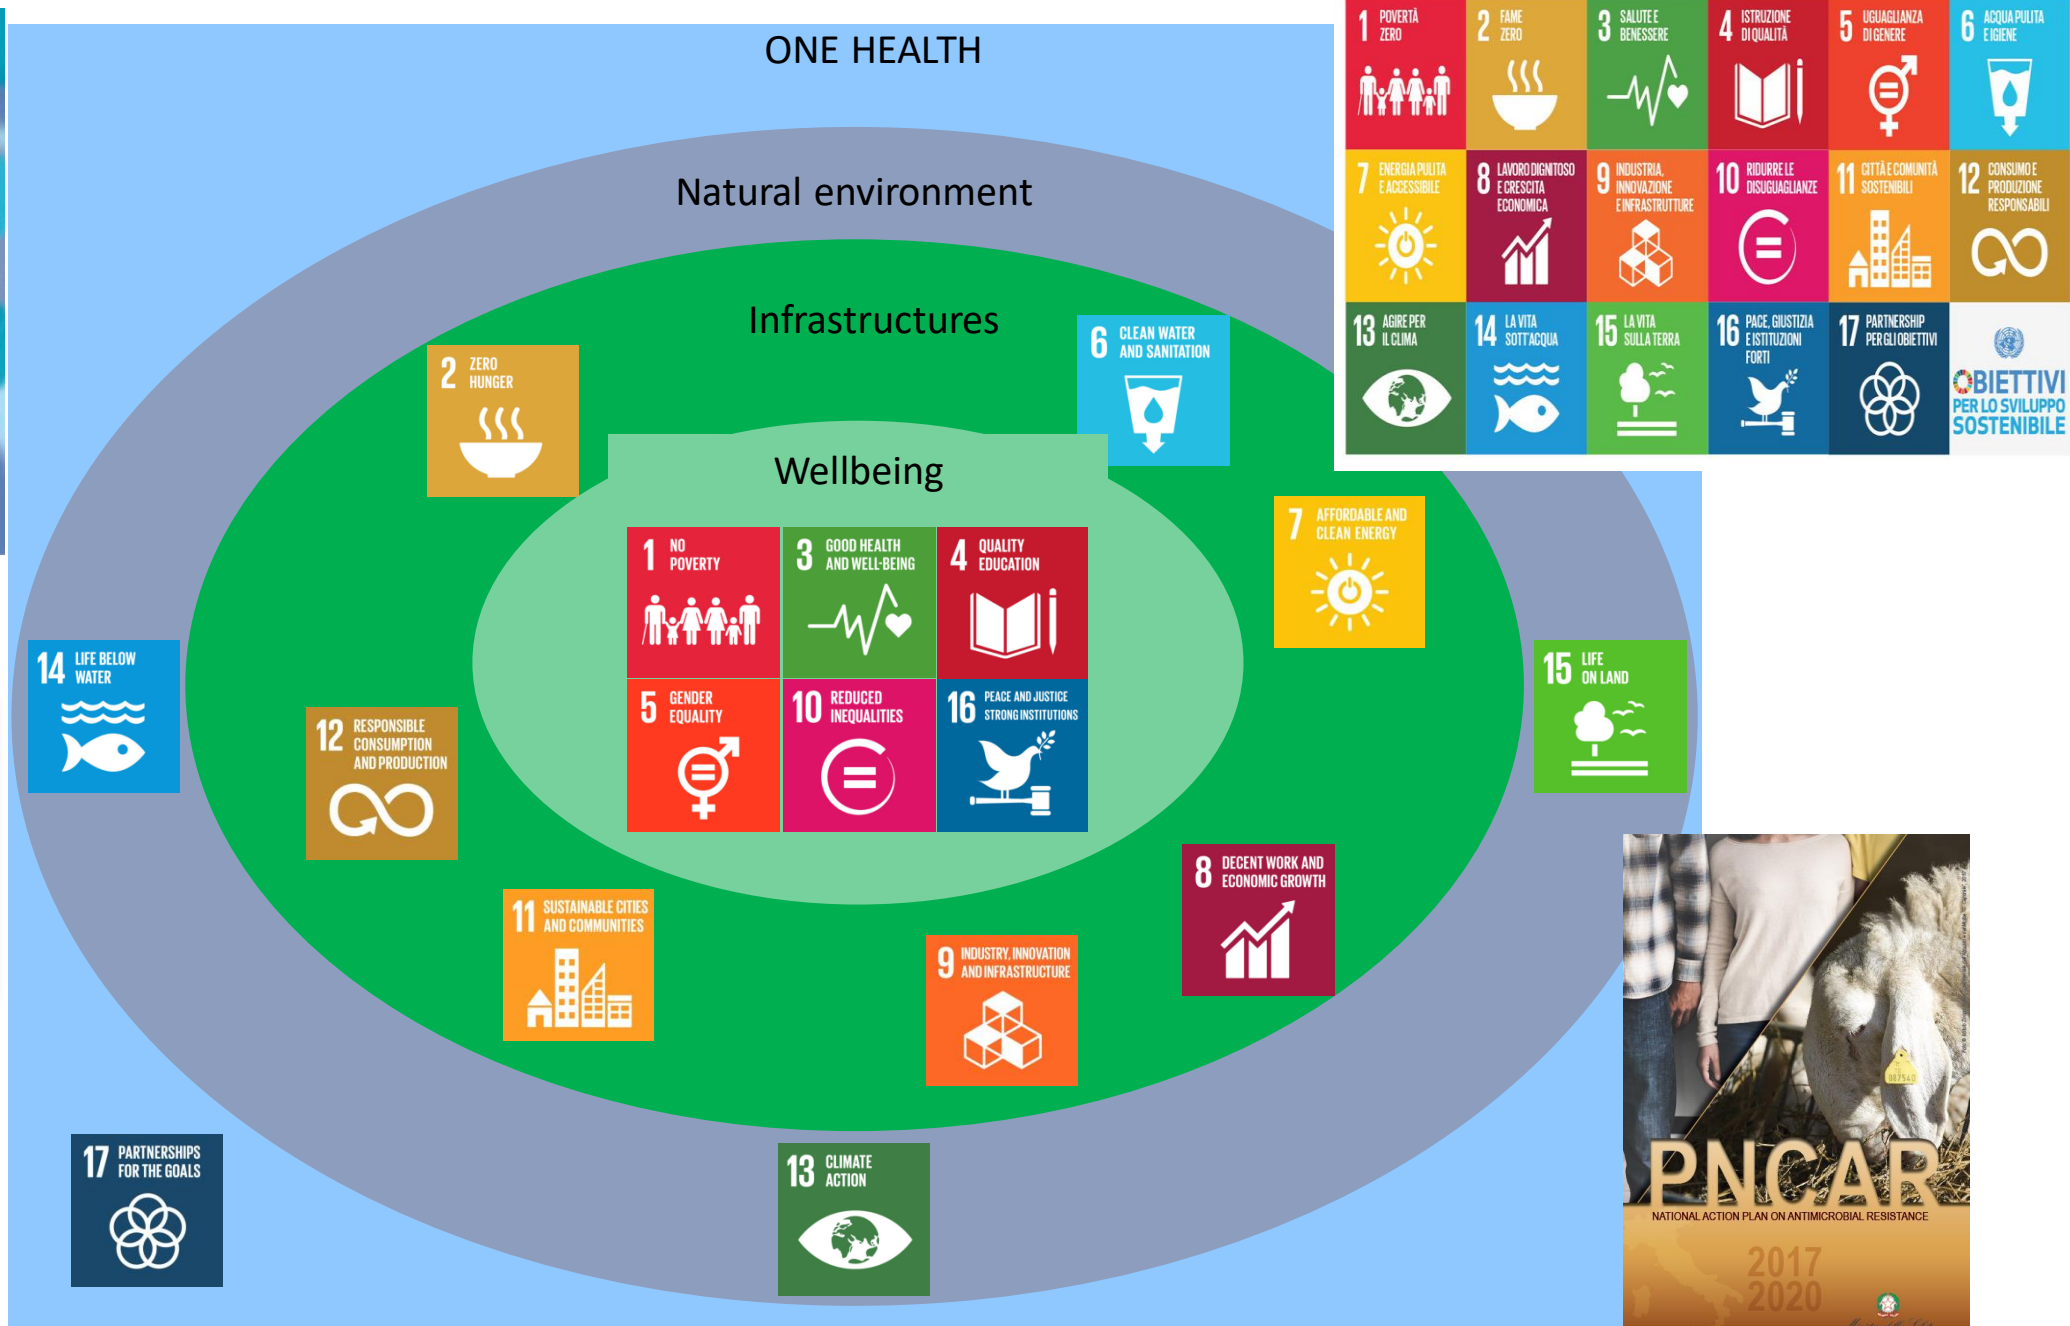 ONE HEALTH
Natural environment
Infrastructures
Wellbeing
2 ZERO
HUNGER
6 CLEAN WATER
AND SANITATION
7 AFFORDABLE AND
CLEAN ENERGY
1 NO
POVERTY
3 GOOD HEALTH
AND WELL-BEING
4 QUALITY
EDUCATION
5 GENDER
EQUALITY
10 REDUCED
INEQUALITIES
16 PEACE AND JUSTICE
STRONG INSTITUTIONS
14 LIFE BELOW
WATER
15 LIFE
ON LAND
12 RESPONSIBLE
CONSUMPTION
AND PRODUCTION
8 DECENT WORK AND
ECONOMIC GROWTH
11 SUSTAINABLE CITIES
AND COMMUNITIES
9 INDUSTRY, INNOVATION
AND INFRASTRUCTURE
17 PARTNERSHIPS
FOR THE GOALS
13 CLIMATE
ACTION
1 POVERTÀ
ZERO
2 FAME
ZERO
3 SALUTE E
BENESSERE
4 ISTRUZIONE
DI QUALITÀ
5 UGUAGLIANZA
DI GENERE
6 ACQUA PULITA
E IGIENE
7 ENERGIA PULITA
E ACCESSIBILE
8 LAVORO DIGNITOSO
E CRESCITA
ECONOMICA
9 INDUSTRIA,
INNOVAZIONE
E INFRASTRUTTURE
10 RIDURRE LE
DISUGUAGLIANZE
11 CITTÀ E COMUNITÀ
SOSTENIBILI
12 CONSUMO E
PRODUZIONE
RESPONSABILI
13 AGIRE PER
IL CLIMA
14 LA VITA
SOTT'ACQUA
15 LA VITA
SULLA TERRA
16 PACE, GIUSTIZIA
E ISTITUZIONI
FORTI
17 PARTNERSHIP
PER GLI OBIETTIVI
OBIETTIVI
PER LO SVILUPPO
SOSTENIBILE
087540
PNCAR
NATIONAL ACTION PLAN ON ANTIMICROBIAL RESISTANCE
2017
2020